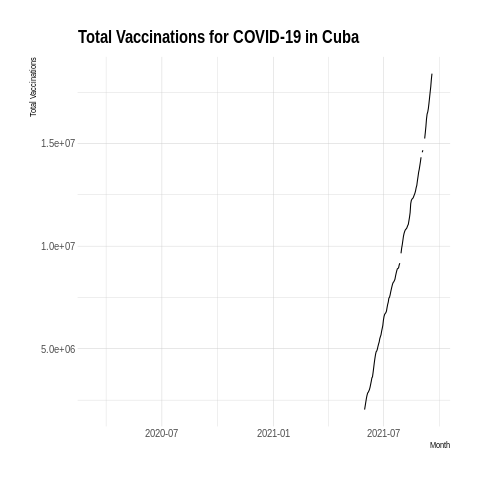 Total Vaccinations for COVID-19 in Cuba
Total Vaccinations
1.5e+07
1.0e+07
5.0e+06
2020-07
2021-01
2021-07
Month